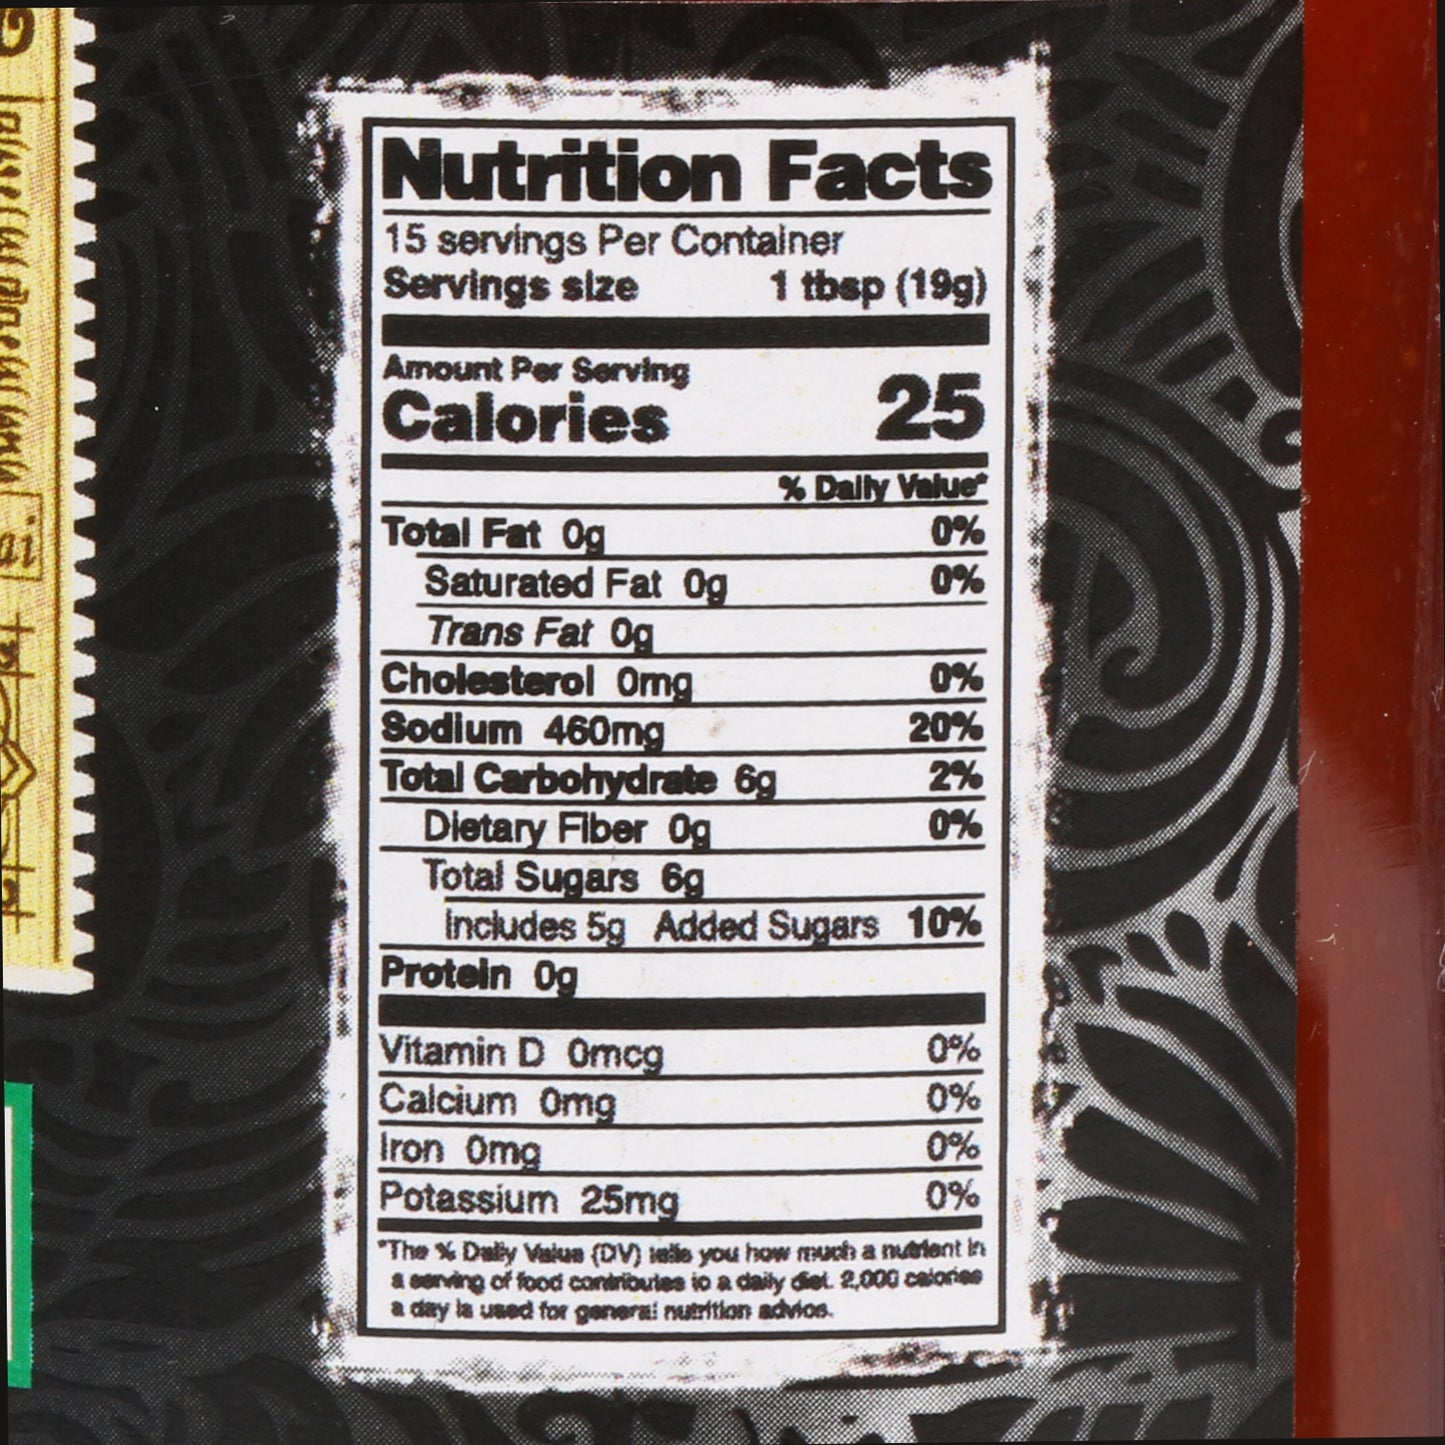 Nutrition Facts
15 servings Per Container
Servings size 1 tbsp (19g)
Amount Per Serving
Calories 25
% Daily Value*
Total Fat 0g 0%
Saturated Fat 0g 0%
Trans Fat 0g
Cholesterol 0mg 0%
Sodium 460mg 20%
Total Carbohydrate 6g 2%
Dietary Fiber 0g 0%
Total Sugars 6g
Includes 5g Added Sugars 10%
Protein 0g
Vitamin D 0mcg 0%
Calcium 0mg 0%
Iron 0mg 0%
Potassium 25mg 0%
*The % Daily Value (DV) tells you how much a nutrient in
a serving of food contributes to a daily diet. 2,000 calories
a day is used for general nutrition advice.